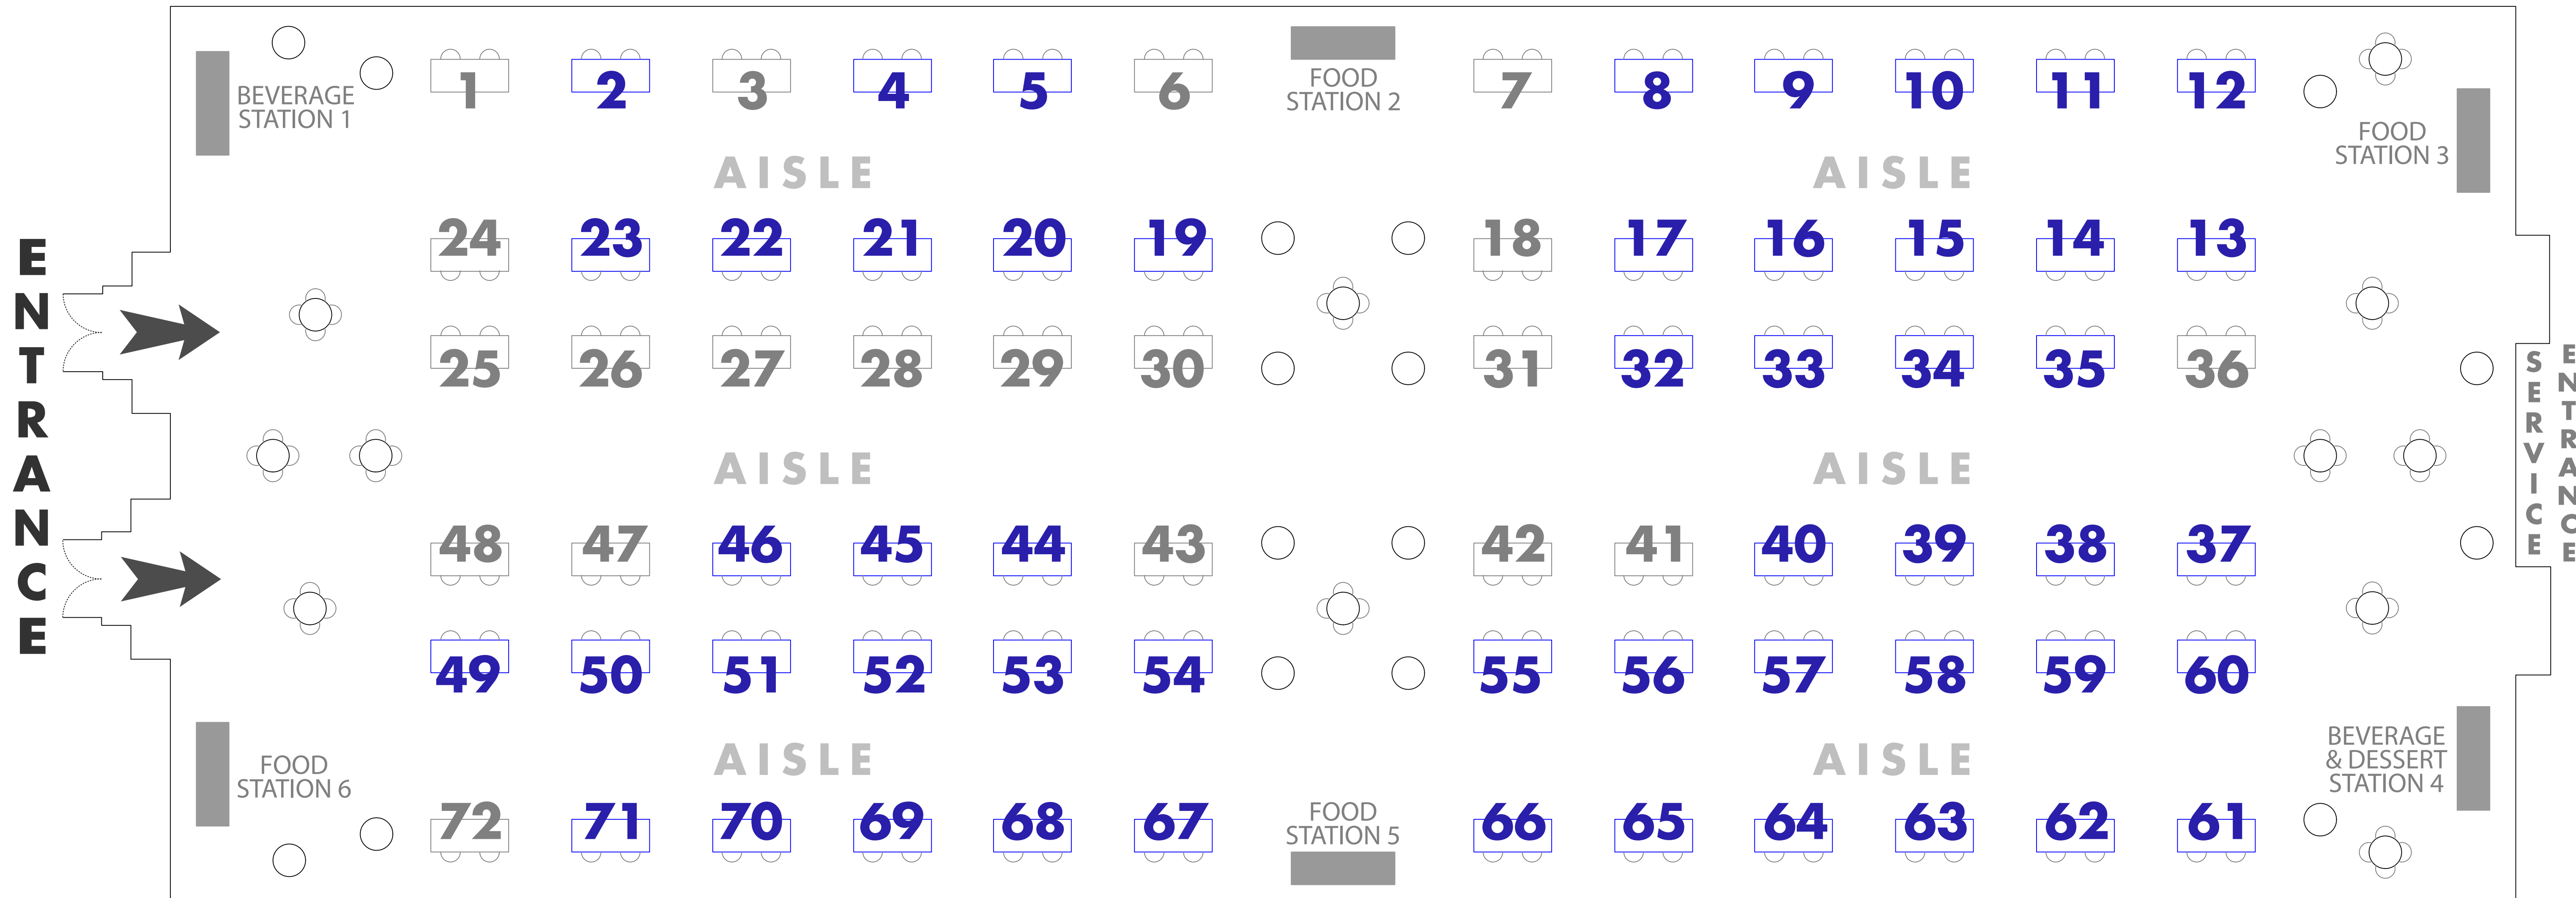 BEVERAGE
STATION 1
1 2 3 4 5 6
FOOD
STATION 2
7 8 9 10 11 12
FOOD
STATION 3
AISLE
AISLE
ENTRANCE
24 23 22 21 20 19
18 17 16 15 14 13
25 26 27 28 29 30
31 32 33 34 35 36
SERVICE
ENTRANCE
AISLE
AISLE
48 47 46 45 44 43
42 41 40 39 38 37
49 50 51 52 53 54
55 56 57 58 59 60
FOOD
STATION 6
AISLE
AISLE
BEVERAGE
& DESSERT
STATION 4
72 71 70 69 68 67
FOOD
STATION 5
66 65 64 63 62 61